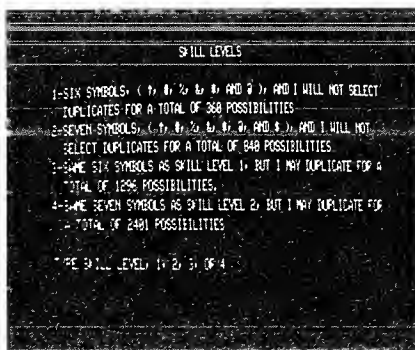 SKILL LEVELS
1-SIX SYMBOLS, ( †, #, %, &, #, AND @ ), AND I WILL NOT SELECT
DUPLICATES FOR A TOTAL OF 360 POSSIBILITIES
2-SEVEN SYMBOLS, ( †, #, %, &, #, @, AND $ ), AND I WILL NOT
SELECT DUPLICATES FOR A TOTAL OF 840 POSSIBILITIES
3-SAME SIX SYMBOLS AS SKILL LEVEL 1, BUT I MAY DUPLICATE FOR A
TOTAL OF 1296 POSSIBILITIES.
4-SAME SEVEN SYMBOLS AS SKILL LEVEL 2, BUT I MAY DUPLICATE FOR
A TOTAL OF 2401 POSSIBILITIES
TYPE SKILL LEVEL, 1, 2, 3, OR 4